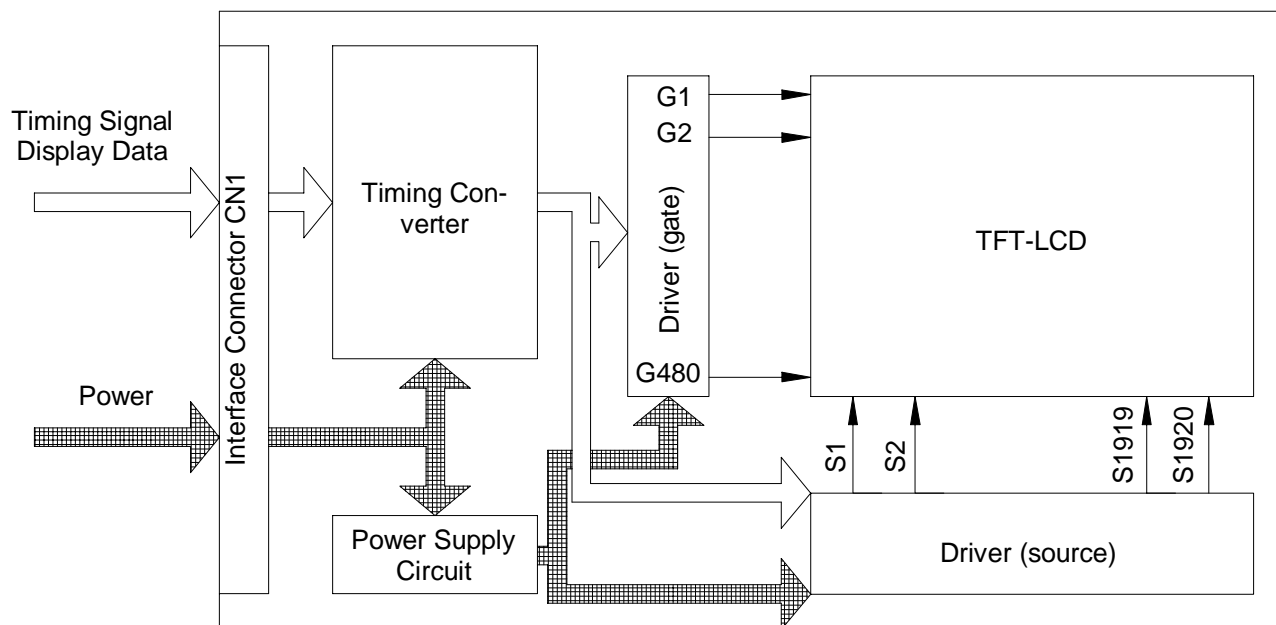 Timing Signal
Display Data
Power
Interface Connector CN1
Timing Con-
verter
Power Supply
Circuit
G1
G2
Driver (gate)
G480
TFT-LCD
S1
S2
S1919
S1920
Driver (source)